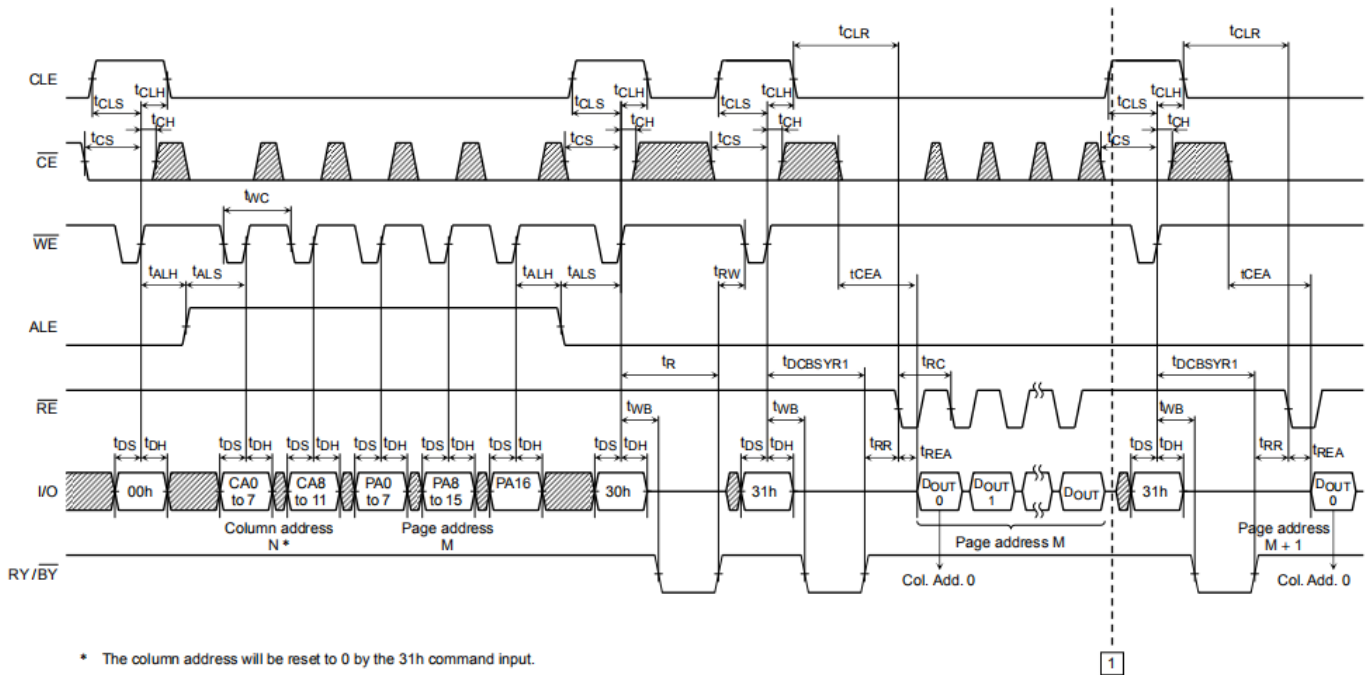 tCLR tCLR
CLE
tCLS tCLH tCLS tCLH tCLS tCLH tCLS tCLH
tCS tCH tCS tCS tCH tCS tCH
CE
tWC
WE
tALH tALS tALH tALS tRW tCEA tCEA
ALE
tR tDCBSYR1 tRC tDCBSYR1
RE
tWB tWB tWB
tDS tDH tDS tDH tDS tDH tDS tDH tDS tDH tDS tDH tDS tDH tRR tREA tDS tDH tRR tREA
I/O 00h CA0 to 7 CA8 to 11 PA0 to 7 PA8 to 15 PA16 30h 31h DOUT 0 DOUT 1 DOUT 31h DOUT 0
Column address N * Page address M Page address M Page address M + 1
RY/BY Col. Add. 0 Col. Add. 0
* The column address will be reset to 0 by the 31h command input.
1